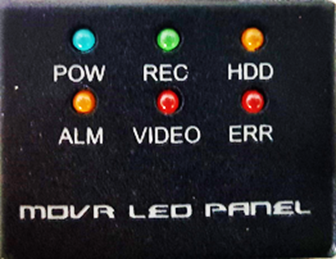 POW REC HDD
ALM VIDEO ERR
MDVR LED PANEL